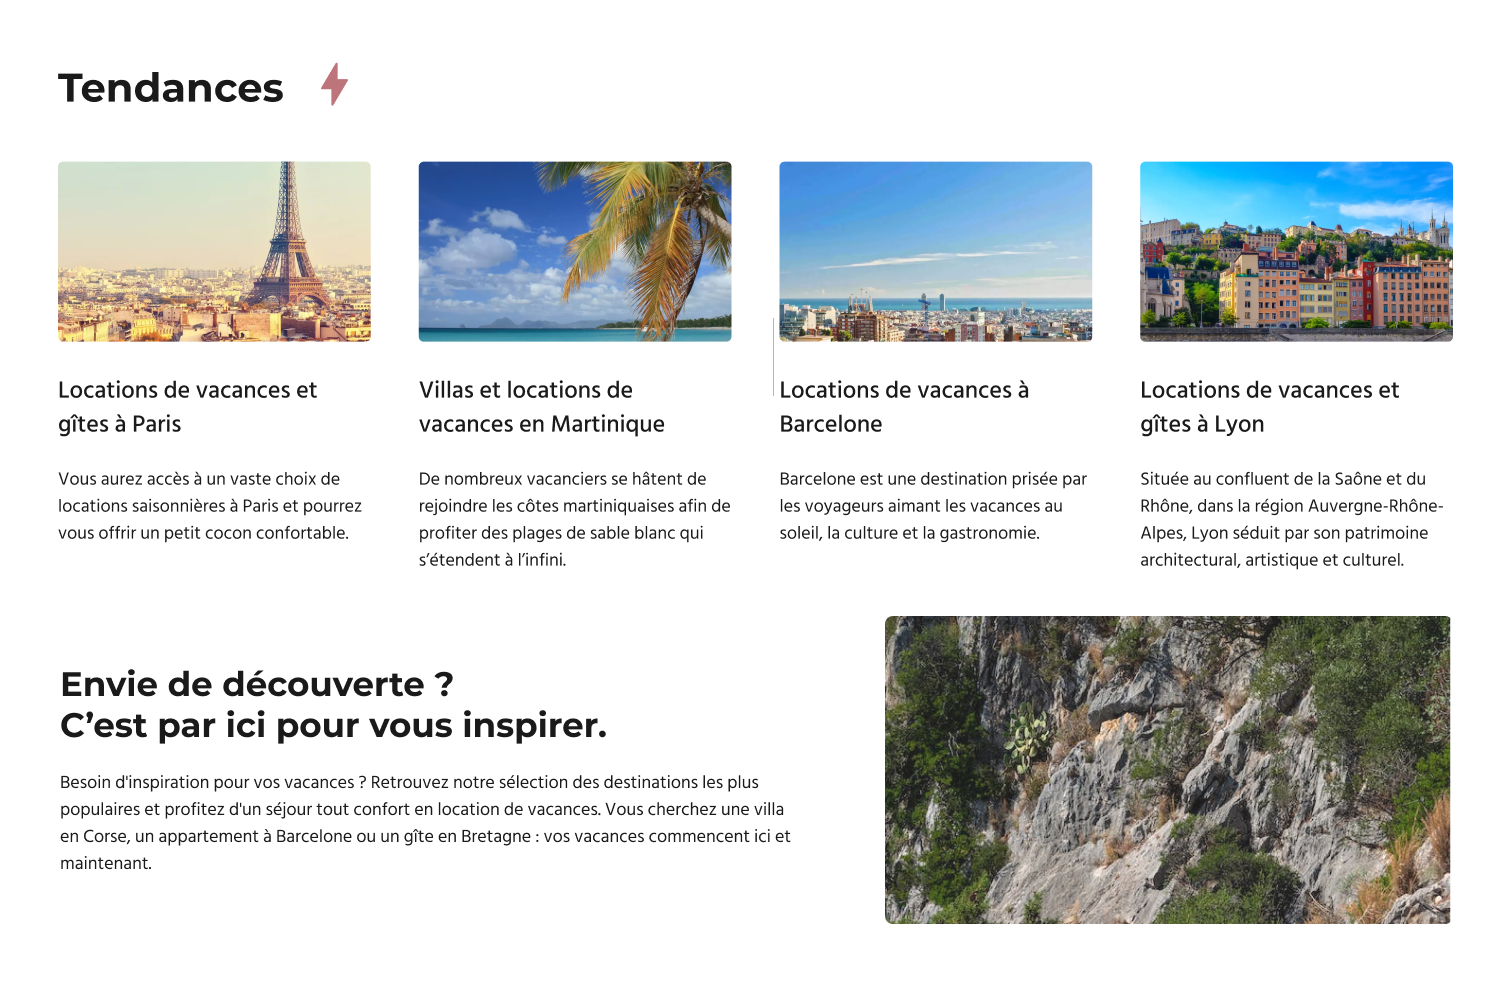 Tendances
Locations de vacances et
gîtes à Paris
Vous aurez accès à un vaste choix de
locations saisonnières à Paris et pourrez
vous offrir un petit cocon confortable.
Villas et locations de
vacances en Martinique
De nombreux vacanciers se hâtent de
rejoindre les côtes martiniquaises afin de
profiter des plages de sable blanc qui
s’étendent à l’infini.
Locations de vacances à
Barcelone
Barcelone est une destination prisée par
les voyageurs aimant les vacances au
soleil, la culture et la gastronomie.
Locations de vacances et
gîtes à Lyon
Située au confluent de la Saône et du
Rhône, dans la région Auvergne-Rhône-
Alpes, Lyon séduit par son patrimoine
architectural, artistique et culturel.
Envie de découverte ?
C’est par ici pour vous inspirer.
Besoin d'inspiration pour vos vacances ? Retrouvez notre sélection des destinations les plus
populaires et profitez d'un séjour tout confort en location de vacances. Vous cherchez une villa
en Corse, un appartement à Barcelone ou un gîte en Bretagne : vos vacances commencent ici et
maintenant.